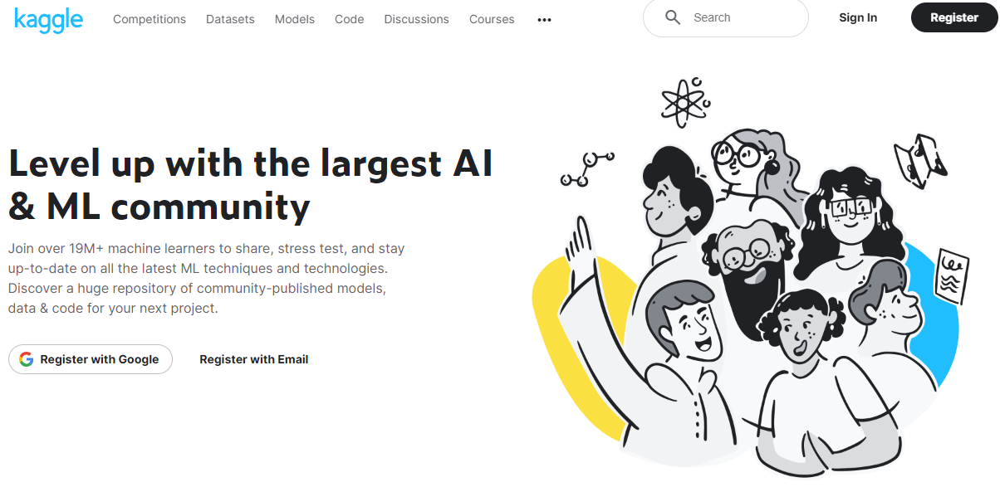 kaggle Competitions Datasets Models Code Discussions Courses ••• Search Sign In Register
Level up with the largest AI
& ML community
Join over 19M+ machine learners to share, stress test, and stay
up-to-date on all the latest ML techniques and technologies.
Discover a huge repository of community-published models,
data & code for your next project.
Register with Google Register with Email